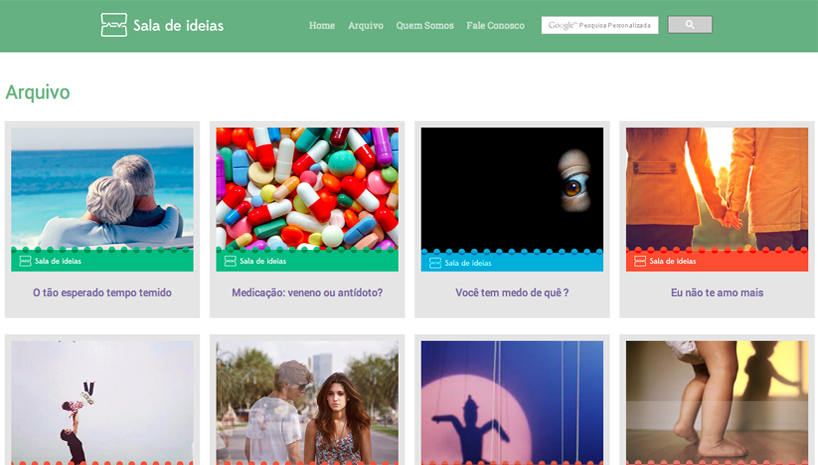 Sala de ideias
Home Arquivo Quem Somos Fale Conosco
Google™ Pesquisa Personalizada
Arquivo
Sala de ideias
Sala de ideias
Sala de ideias
Sala de ideias
O tão esperado tempo temido
Medicação: veneno ou antídoto?
Você tem medo de quê ?
Eu não te amo mais